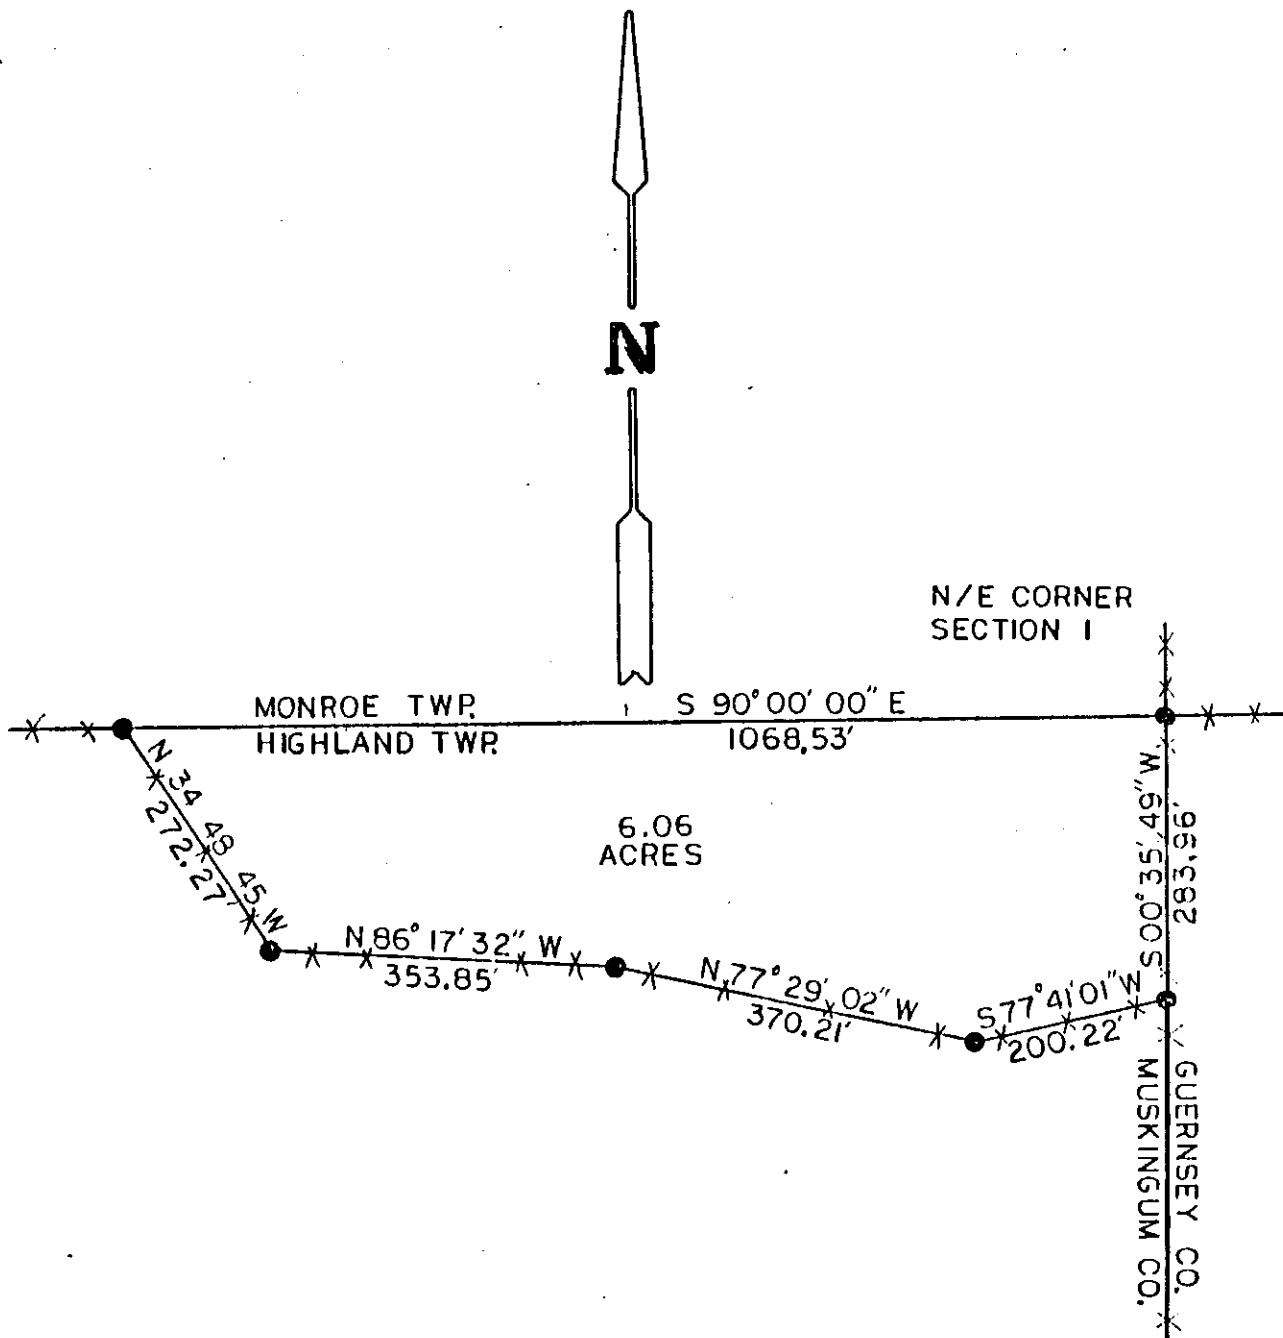 N
N/E CORNER
SECTION 1
MONROE TWP.
S 90° 00' 00" E
HIGHLAND TWP.
1068.53'
N 34 48 45 W
272.27'
6.06
ACRES
S 00° 35' 49" W
283.96'
N 86° 17' 32" W
353.85'
N 77° 29' 02" W
370.21'
S 77° 41' 01" W
200.22'
GUERNSEY CO.
MUSKINGUM CO.